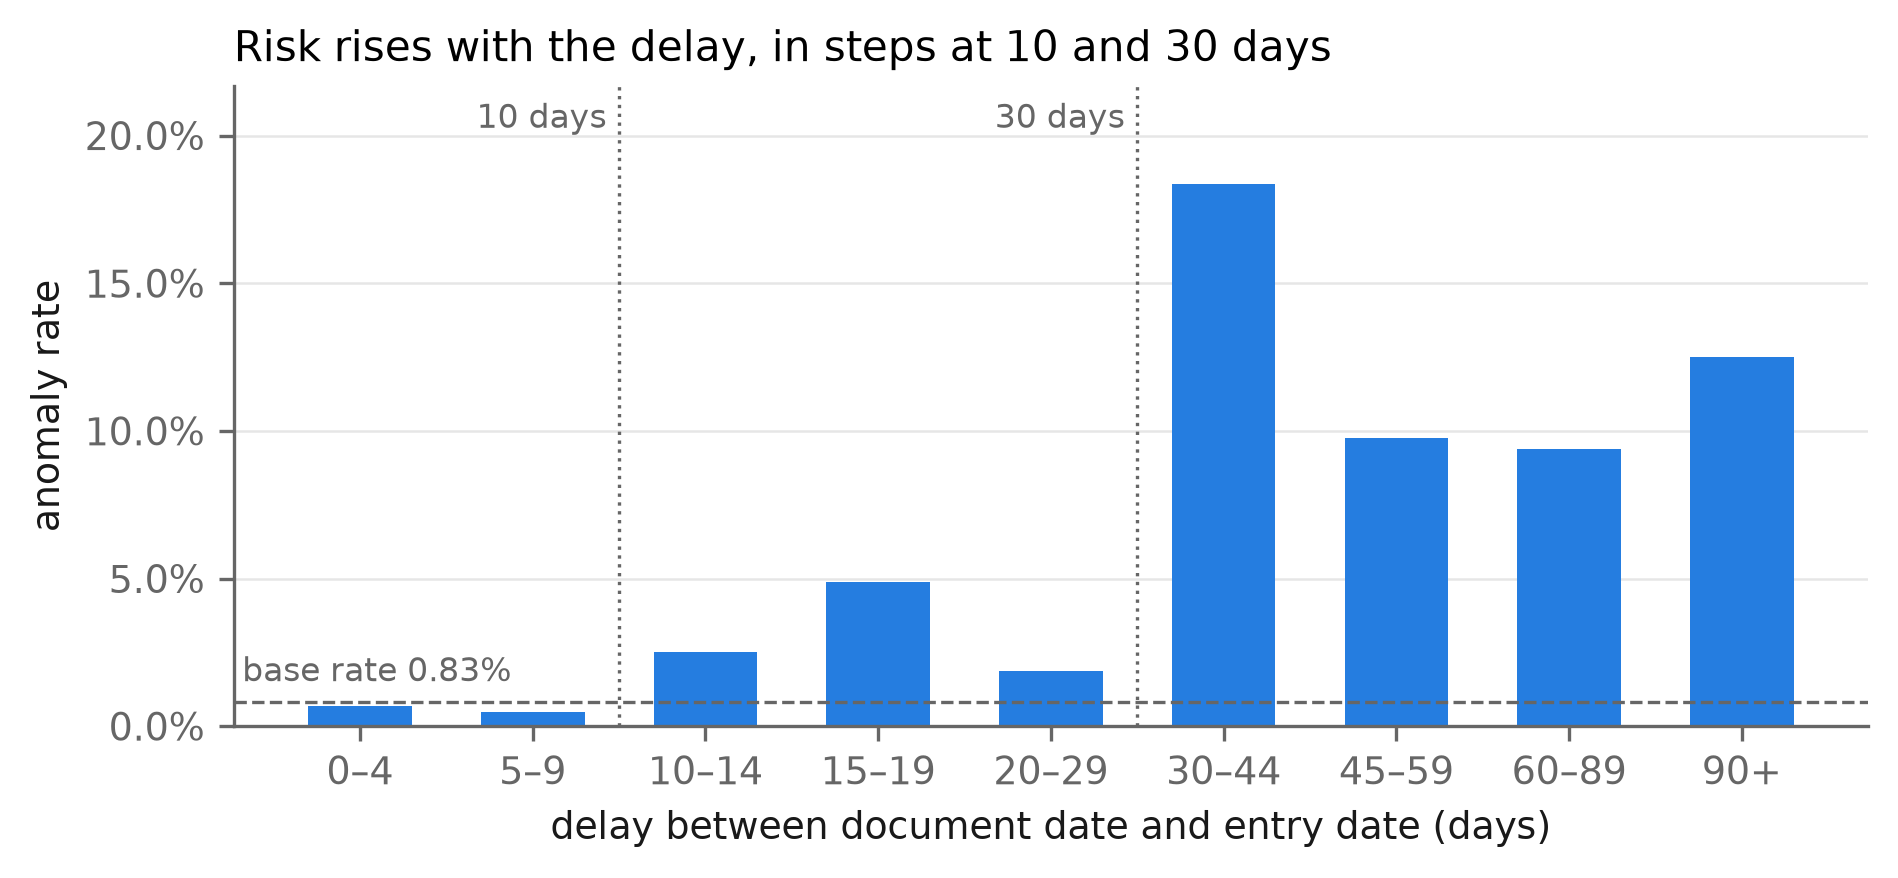 Risk rises with the delay, in steps at 10 and 30 days
10 days
30 days
20.0%
15.0%
10.0%
5.0%
0.0%
anomaly rate
base rate 0.83%
0–4
5–9
10–14
15–19
20–29
30–44
45–59
60–89
90+
delay between document date and entry date (days)